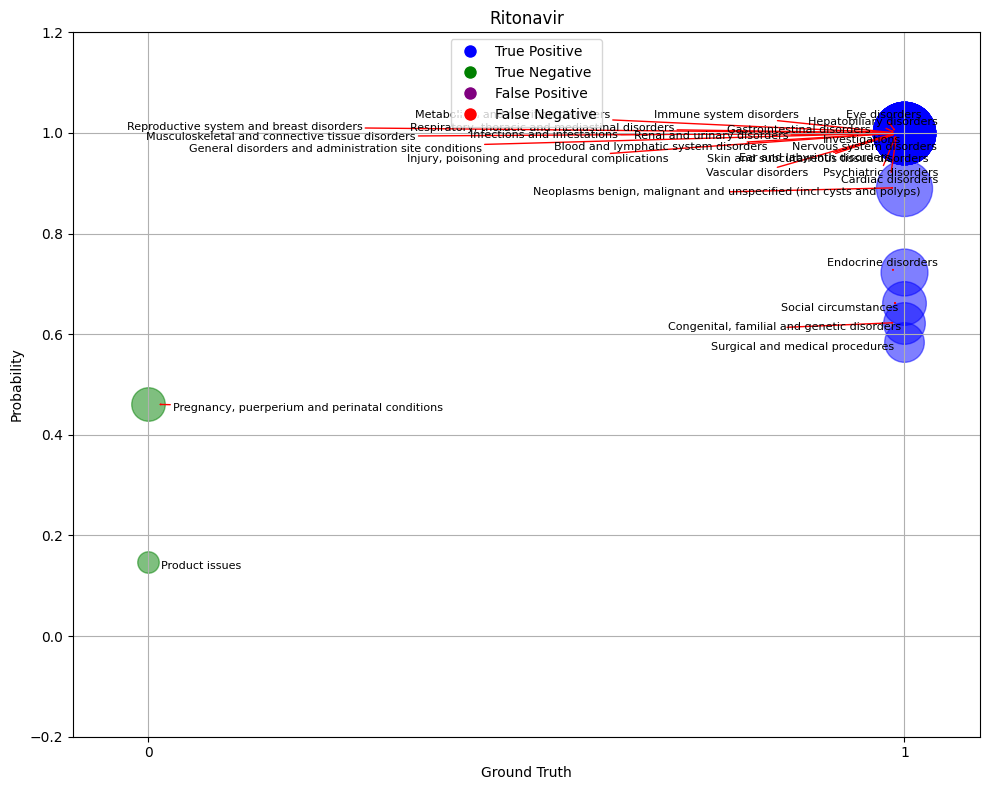 Ritonavir
True Positive
True Negative
False Positive
False Negative
Immune system disorders
Eye disorders
Hepatobiliary disorders
Reproductive system and breast disorders
Respiratory, thoracic and mediastinal disorders
Gastrointestinal disorders
Musculoskeletal and connective tissue disorders
Infections and infestations
Renal and urinary disorders
Investigations
General disorders and administration site conditions
Blood and lymphatic system disorders
Nervous system disorders
Injury, poisoning and procedural complications
Skin and subcutaneous tissue disorders
Ear and labyrinth disorders
Vascular disorders
Psychiatric disorders
Cardiac disorders
Neoplasms benign, malignant and unspecified (incl cysts and polyps)
Endocrine disorders
Social circumstances
Congenital, familial and genetic disorders
Surgical and medical procedures
Pregnancy, puerperium and perinatal conditions
Product issues
1.2
1.0
0.8
0.6
0.4
0.2
0.0
−0.2
0
1
Probability
Ground Truth